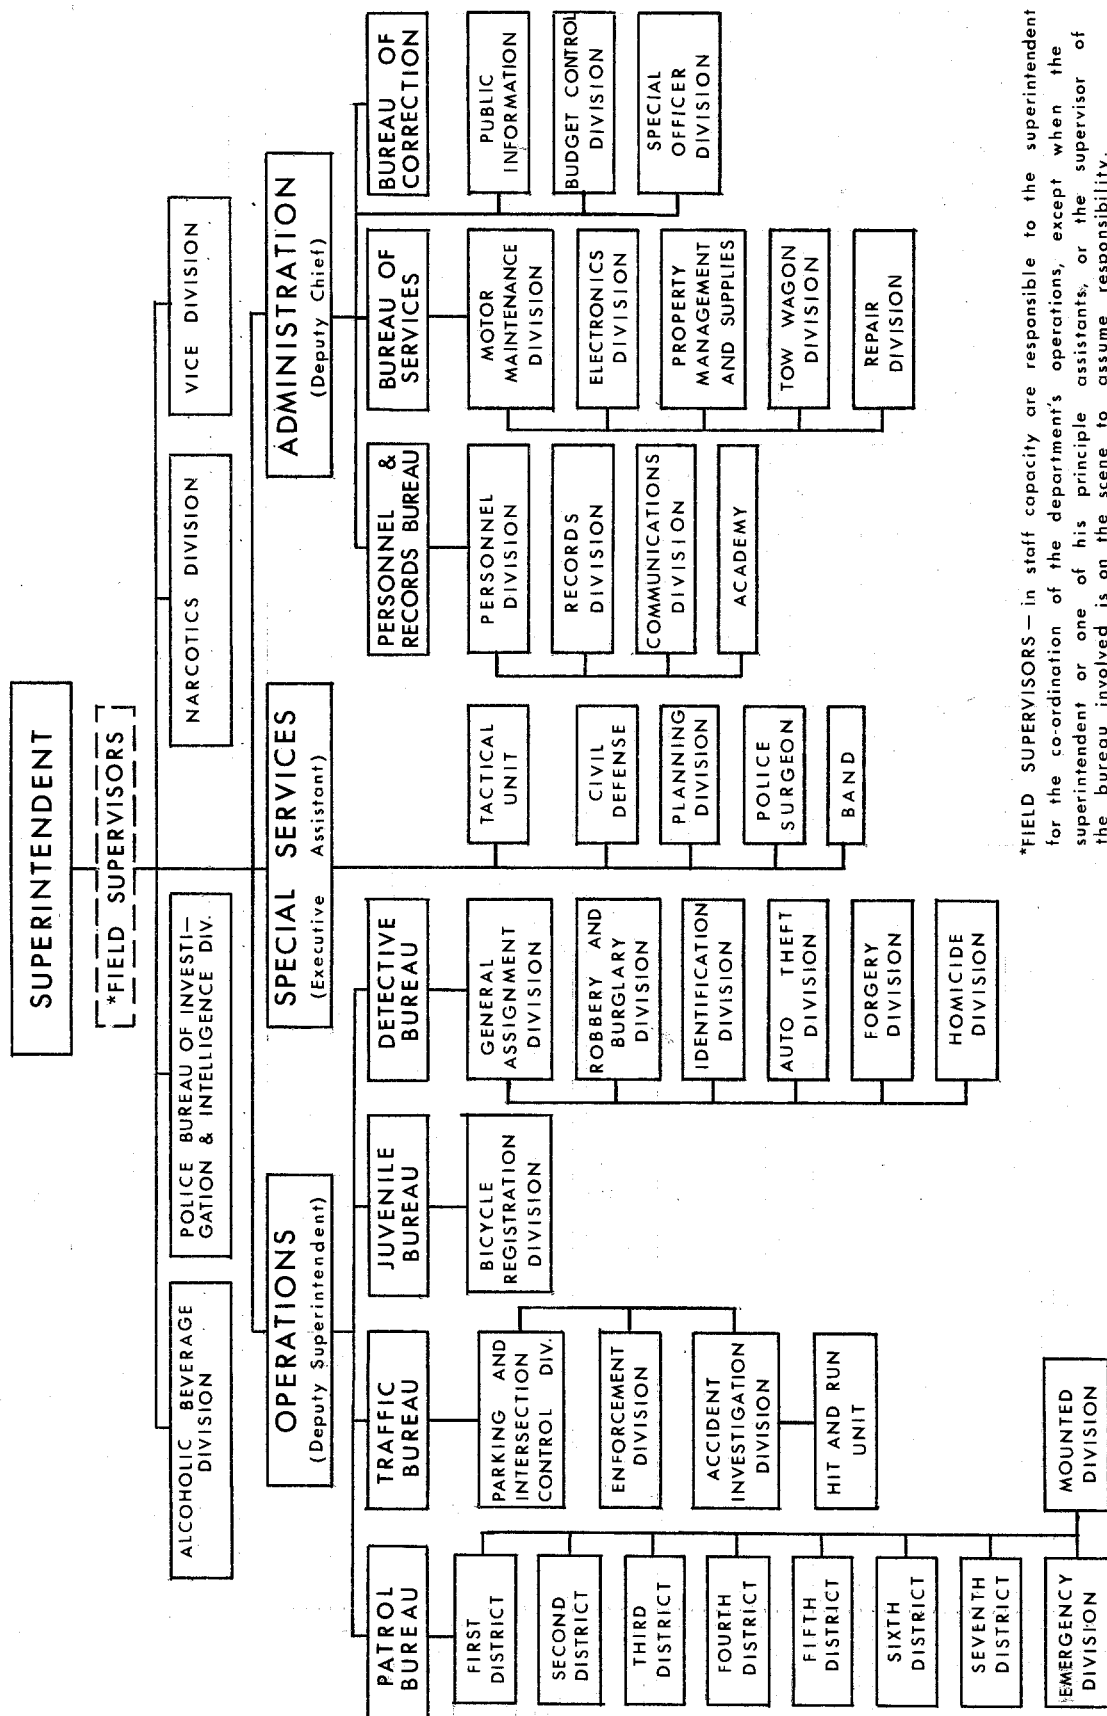 SUPERINTENDENT
*FIELD SUPERVISORS
ALCOHOLIC BEVERAGE
DIVISION
POLICE BUREAU OF INVESTI—
GATION & INTELLIGENCE DIV.
NARCOTICS DIVISION
VICE DIVISION
OPERATIONS
(Deputy Superintendent)
SPECIAL SERVICES
(Executive Assistant)
ADMINISTRATION
(Deputy Chief)
PATROL
BUREAU
TRAFFIC
BUREAU
JUVENILE
BUREAU
DETECTIVE
BUREAU
PERSONNEL &
RECORDS BUREAU
BUREAU OF
SERVICES
BUREAU OF
CORRECTION
FIRST
DISTRICT
SECOND
DISTRICT
THIRD
DISTRICT
FOURTH
DISTRICT
FIFTH
DISTRICT
SIXTH
DISTRICT
SEVENTH
DISTRICT
EMERGENCY
DIVISION
MOUNTED
DIVISION
PARKING AND
INTERSECTION
CONTROL DIV.
ENFORCEMENT
DIVISION
ACCIDENT
INVESTIGATION
DIVISION
HIT AND RUN
UNIT
BICYCLE
REGISTRATION
DIVISION
GENERAL
ASSIGNMENT
DIVISION
ROBBERY AND
BURGLARY
DIVISION
IDENTIFICATION
DIVISION
AUTO THEFT
DIVISION
FORGERY
DIVISION
HOMICIDE
DIVISION
TACTICAL
UNIT
CIVIL
DEFENSE
PLANNING
DIVISION
POLICE
SURGEON
BAND
PERSONNEL
DIVISION
RECORDS
DIVISION
COMMUNICATIONS
DIVISION
ACADEMY
MOTOR
MAINTENANCE
DIVISION
ELECTRONICS
DIVISION
PROPERTY
MANAGEMENT
AND SUPPLIES
TOW WAGON
DIVISION
REPAIR
DIVISION
PUBLIC
INFORMATION
BUDGET CONTROL
DIVISION
SPECIAL
OFFICER
DIVISION
*FIELD SUPERVISORS — in staff capacity are responsible to the superintendent
for the co-ordination of the department's operations, except when the
superintendent or one of his principle assistants, or the supervisor of
the bureau involved is on the scene to assume responsibility.